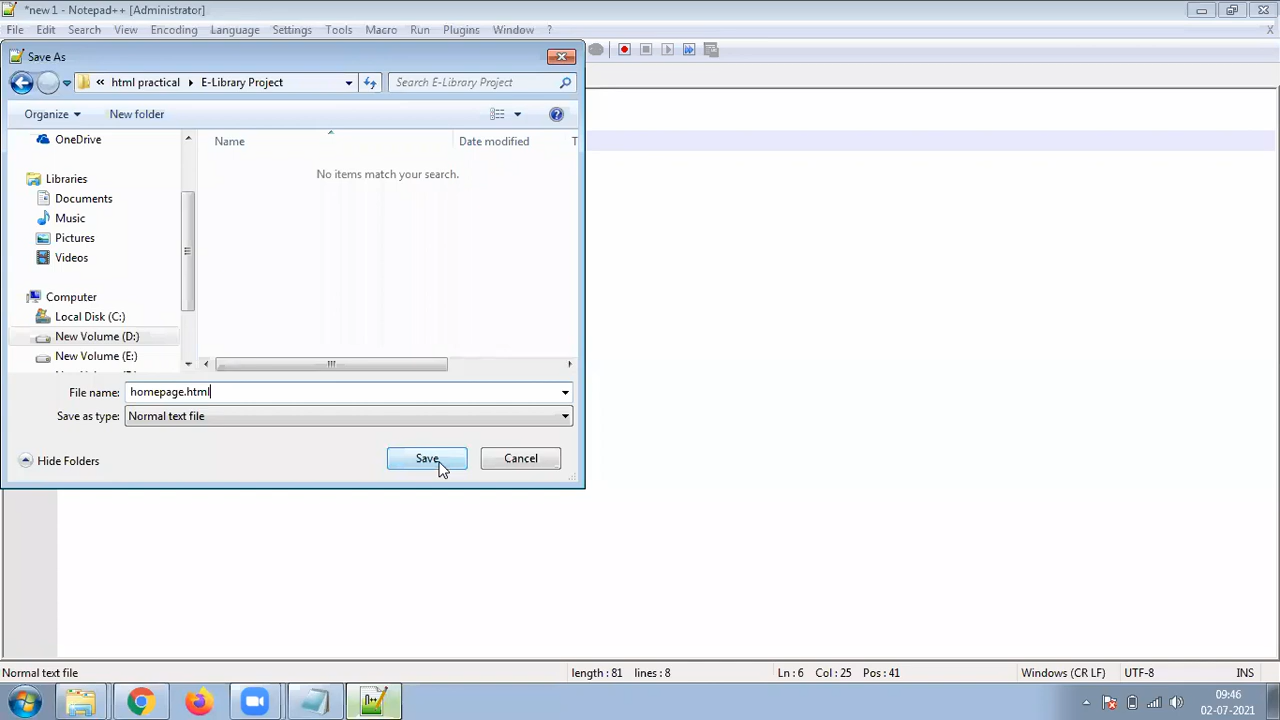 *new 1 - Notepad++ [Administrator]
File Edit Search View Encoding Language Settings Tools Macro Run Plugins Window ? X
Save As
« html practical E-Library Project Search E-Library Project
Organize New folder
OneDrive
Name Date modified T
No items match your search.
Libraries
Documents
Music
Pictures
Videos
Computer
Local Disk (C:)
New Volume (D:)
New Volume (E:)
File name: homepage.html
Save as type: Normal text file
Hide Folders Save Cancel
Normal text file length : 81 lines : 8 Ln : 6 Col : 25 Pos : 41 Windows (CR LF) UTF-8 INS
09:46
02-07-2021